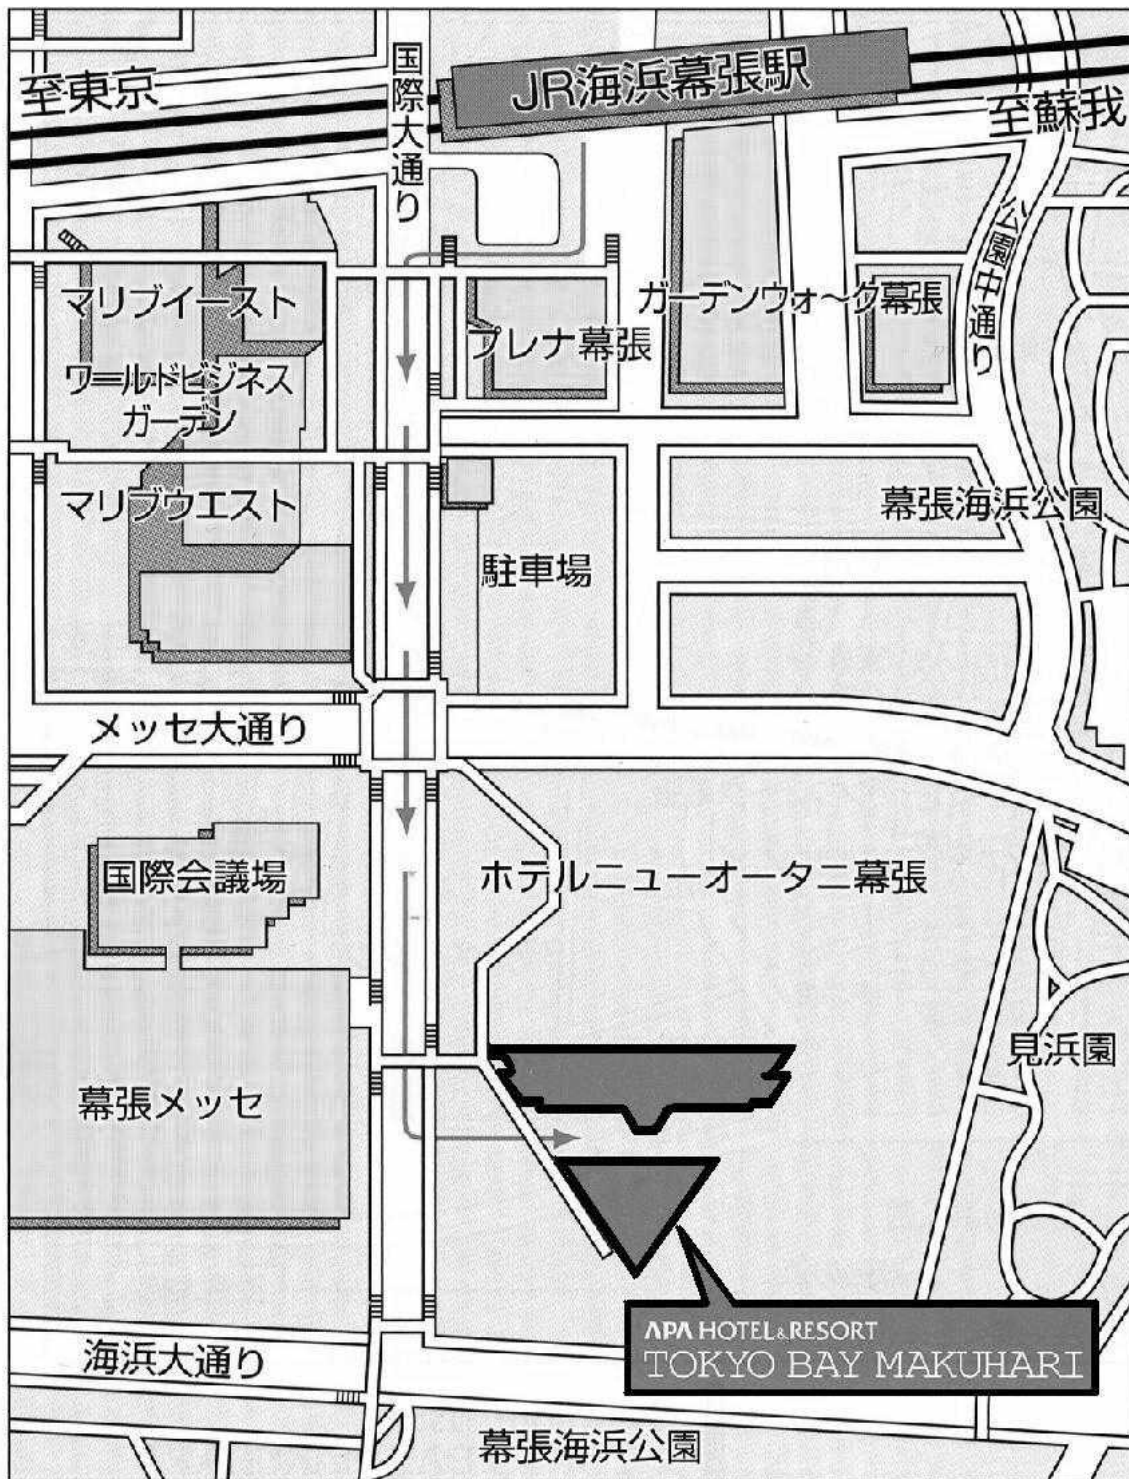 国際大通り
JR海浜幕張駅
至東京
至蘇我
公園中通り
マリブイースト
ガーデンウォ〜ク幕張
プレナ幕張
ワールドビジネス
ガーデン
マリブウエスト
幕張海浜公園
駐車場
メッセ大通り
国際会議場
ホテルニューオータニ幕張
見浜園
幕張メッセ
APA HOTEL&RESORT
TOKYO BAY MAKUHARI
海浜大通り
幕張海浜公園